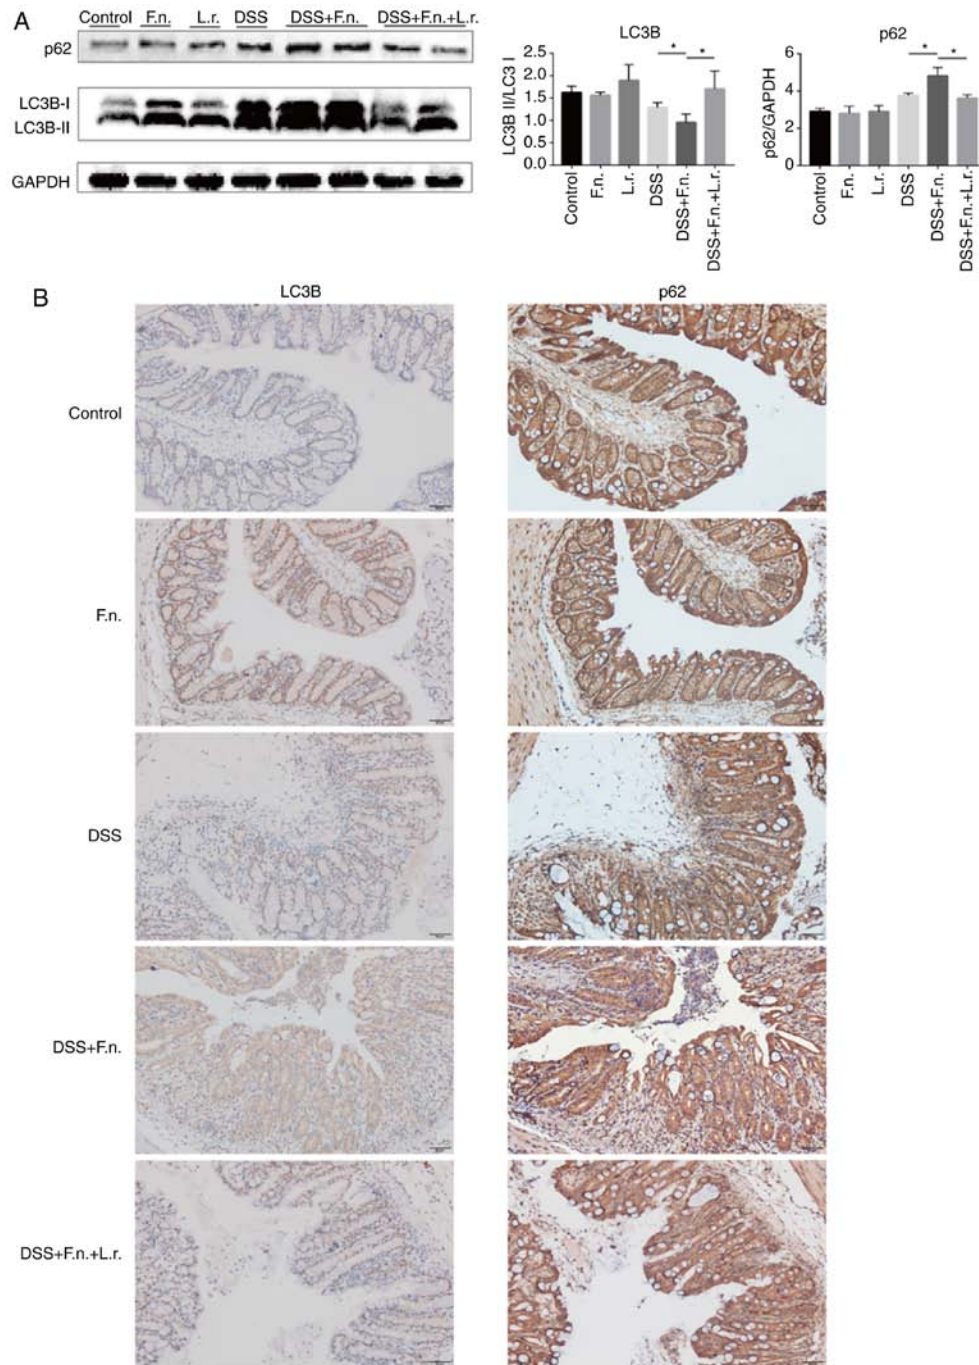 A
Control F.n. L.r. DSS DSS+F.n. DSS+F.n.+L.r.
p62
LC3B-I
LC3B-II
GAPDH
LC3B
LC3B II/LC3 I
2.5
2.0
1.5
1.0
0.5
0.0
* *
Control
F.n.
L.r.
DSS
DSS+F.n.
DSS+F.n.+L.r.
p62
p62/GAPDH
6
4
2
0
* *
Control
F.n.
L.r.
DSS
DSS+F.n.
DSS+F.n.+L.r.
B
LC3B p62
Control
F.n.
DSS
DSS+F.n.
DSS+F.n.+L.r.